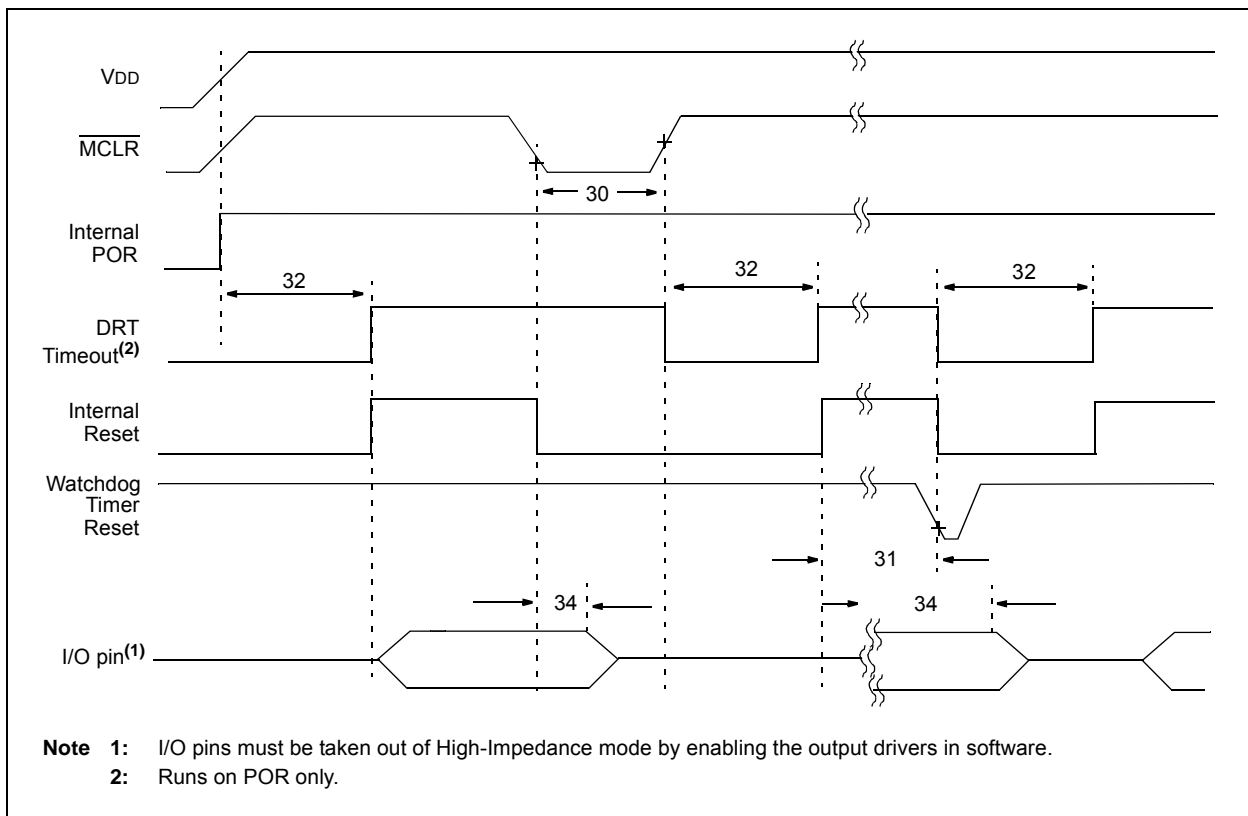 VDD
MCLR
30
Internal
POR
32
32
32
DRT
Timeout(2)
Internal
Reset
Watchdog
Timer
Reset
31
34
34
I/O pin(1)
Note 1: I/O pins must be taken out of High-Impedance mode by enabling the output drivers in software.
2: Runs on POR only.